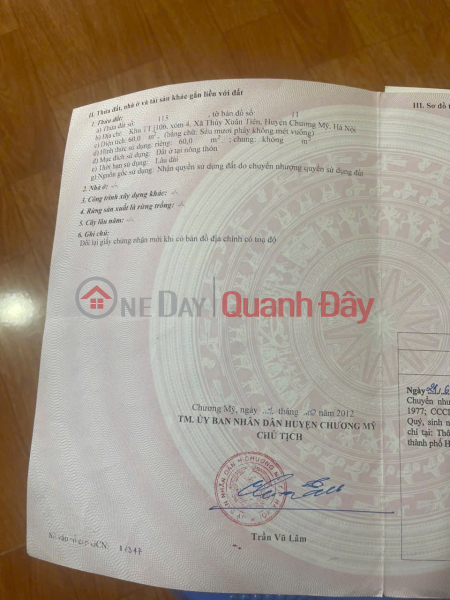 II. Thửa đất, nhà ở và tài sản khác gắn liền với đất
1. Thửa đất:
a) Thửa đất số: 115 , tờ bản đồ số: 11
b) Địa chỉ: Khu TT 3106, xóm 4, Xã Thủy Xuân Tiên, Huyện Chương Mỹ, Hà Nội
c) Diện tích: 60.0 m², (bằng chữ: Sáu mươi phảy không mét vuông)
d) Hình thức sử dụng: riêng: 60,0 m²; chung: không m²
đ) Mục đích sử dụng: Đất ở tại nông thôn
e) Thời hạn sử dụng: Lâu dài
g) Nguồn gốc sử dụng: Nhận quyền sử dụng đất do chuyển nhượng quyền sử dụng đất
2. Nhà ở: -/-
3. Công trình xây dựng khác: -/-
4. Rừng sản xuất là rừng trồng: -/-
5. Cây lâu năm: -/-
6. Ghi chú:
Đổi lại giấy chứng nhận mới khi có bản đồ địa chính có toạ độ
III. Sơ đồ t
ONEDAY Quanh Đây
Chương Mỹ, ngày tháng năm 2012
TM. ỦY BAN NHÂN DÂN HUYỆN CHƯƠNG MỸ
CHỦ TỊCH
Trần Vũ Lâm
Ngày
Chuyển như
1977; CCCI
Quý, sinh n
chỉ tại: Thô
thành phố H